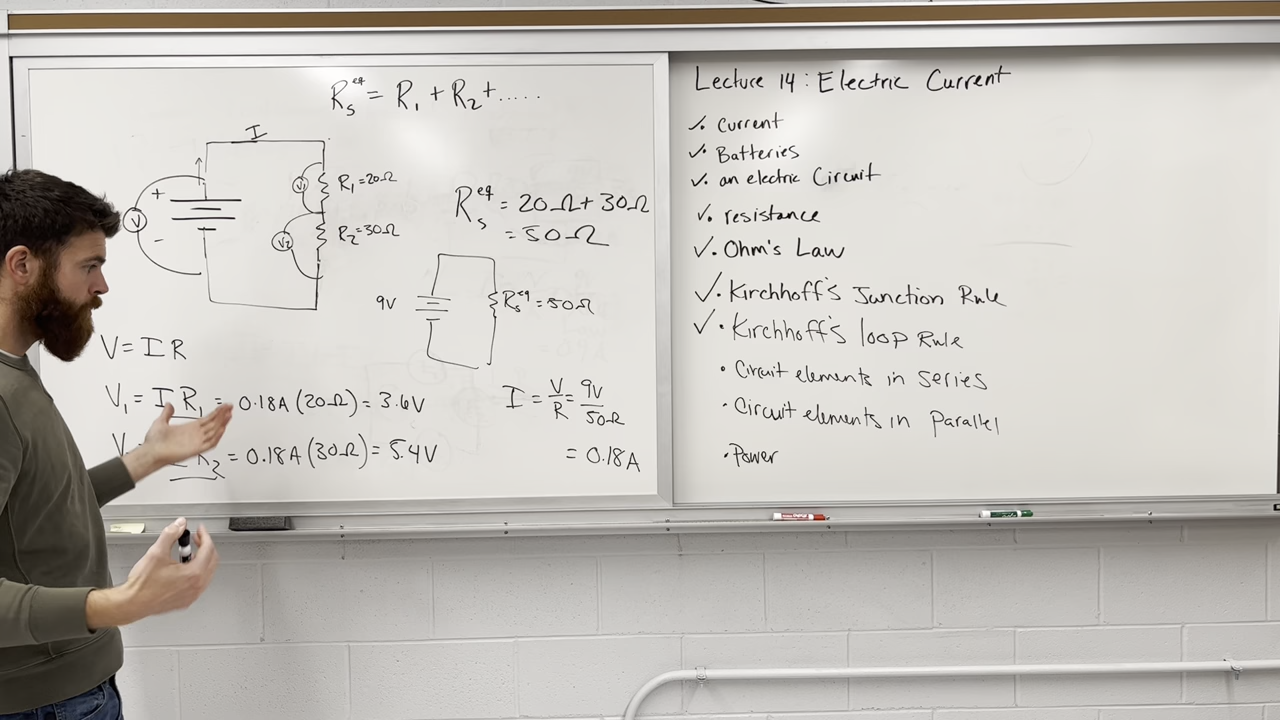 R_s^eq = R₁ + R₂ + .....
I
+
V
-
V₁
R₁=20Ω
V₂
R₂=30Ω
R_s^eq = 20Ω + 30Ω
= 50Ω
9V
R_s^eq = 50Ω
V = I R
V₁ = I R₁ = 0.18A (20Ω) = 3.6V
V R₂ = 0.18A (30Ω) = 5.4V
I = V/R = 9V/50Ω
= 0.18A
Lecture 14: Electric Current
✓• Current
✓• Batteries
✓• an electric Circuit
✓• resistance
✓• Ohm's Law
✓• Kirchhoff's Junction Rule
✓• Kirchhoff's loop Rule
• Circuit elements in series
• Circuit elements in Parallel
• Power